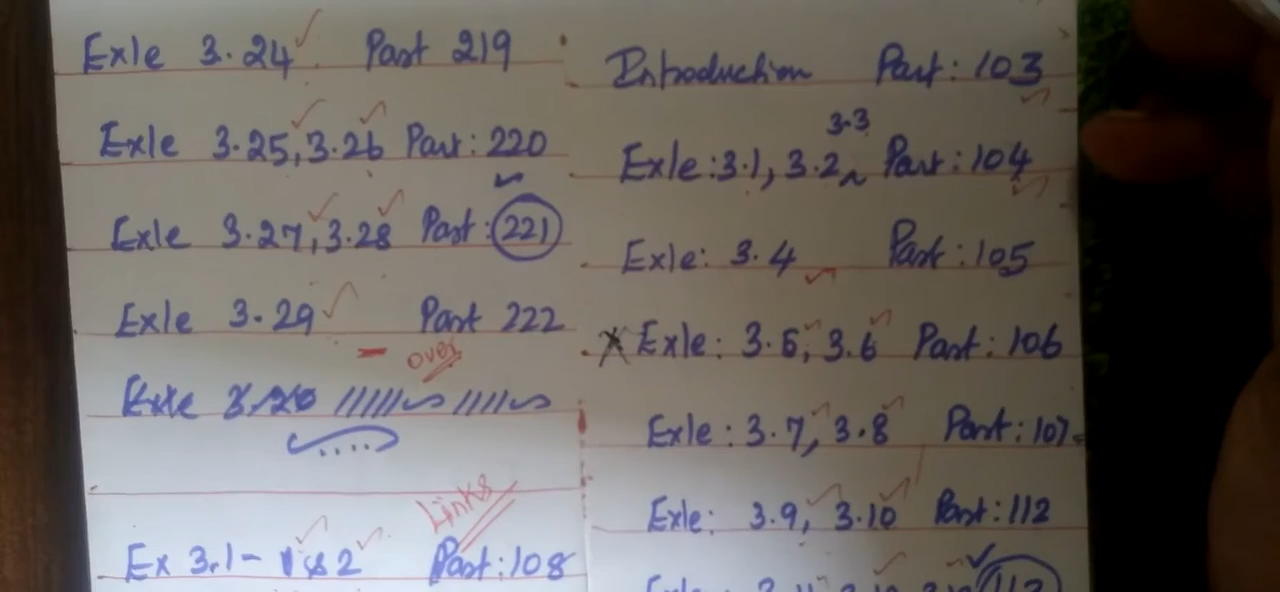 Exle 3.24 Part 219
Exle 3.25, 3.26 Part: 220
Exle 3.27, 3.28 Part: 221
Exle 3.29 Part 222
over
Exle
Links
Ex 3.1 - 1 & 2 Part: 108
Introduction Part: 103
3.3
Exle: 3.1, 3.2 Part: 104
Exle: 3.4 Part: 105
Exle: 3.5, 3.6 Part: 106
Exle: 3.7, 3.8 Part: 107
Exle: 3.9, 3.10 Part: 112
Exle: